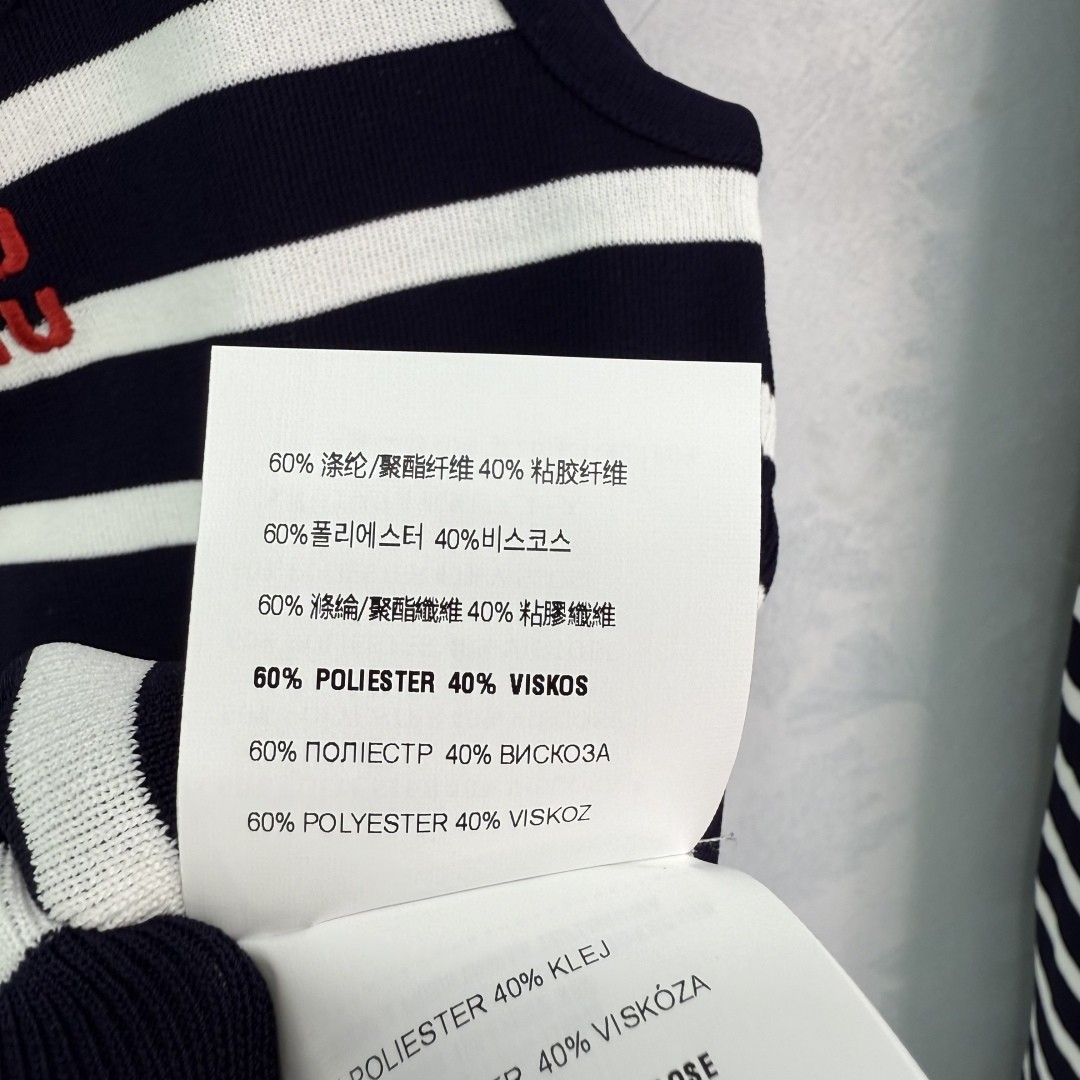 60% 涤纶/聚酯纤维 40% 粘胶纤维
60%폴리에스터 40%비스코스
60% 滌綸/聚酯纖維 40% 粘膠纖維
60% POLIESTER 40% VISKOS
60% ПОЛІЕСТР 40% ВИСКОЗА
60% POLYESTER 40% VISKOZ
POLIESTER 40% KLEJ
40% VISKÓZA